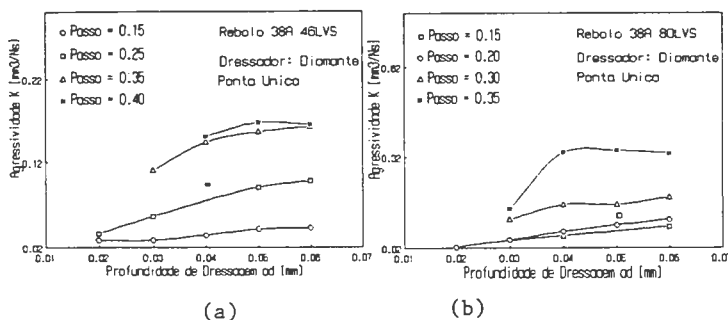 Agressividade K [mm3/Ns]
Passo = 0.15
Passo = 0.25
Passo = 0.35
Passo = 0.40
Rebolo 38A 46LVS
Dressador: Diamante
Ponta Unica
0.22
0.12
0.02
0.01 0.02 0.03 0.04 0.05 0.06 0.07
Profundidade de Dressagem ad [mm]
(a)
Agressividade K [mm3/Ns]
Passo = 0.15
Passo = 0.20
Passo = 0.30
Passo = 0.35
Rebolo 38A 80LVS
Dressador: Diamante
Ponta Unica
0.62
0.32
0.02
0.01 0.02 0.03 0.04 0.05 0.06 0.07
Profundidade de Dressagem ad [mm]
(b)